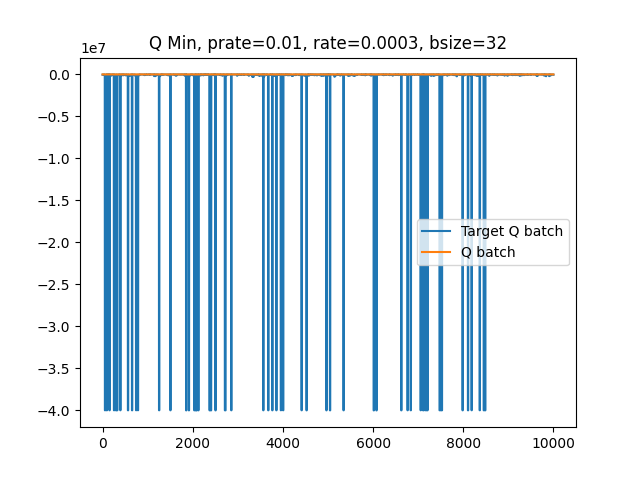 Q Min, prate=0.01, rate=0.0003, bsize=32
1e7
0.0
−0.5
−1.0
−1.5
−2.0
−2.5
−3.0
−3.5
−4.0
Target Q batch
Q batch
0 2000 4000 6000 8000 10000